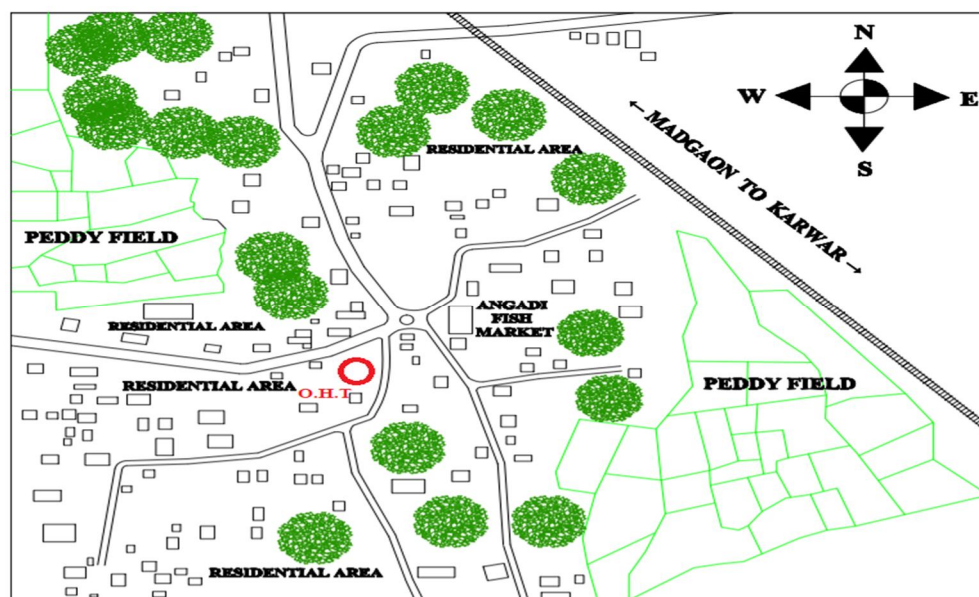 N
W
E
S
RESIDENTIAL AREA
MADGAON TO KARWAR
PEDDY FIELD
ANGADI
FISH
MARKET
RESIDENTIAL AREA
RESIDENTIAL AREA
O.H.T
PEDDY FIELD
RESIDENTIAL AREA